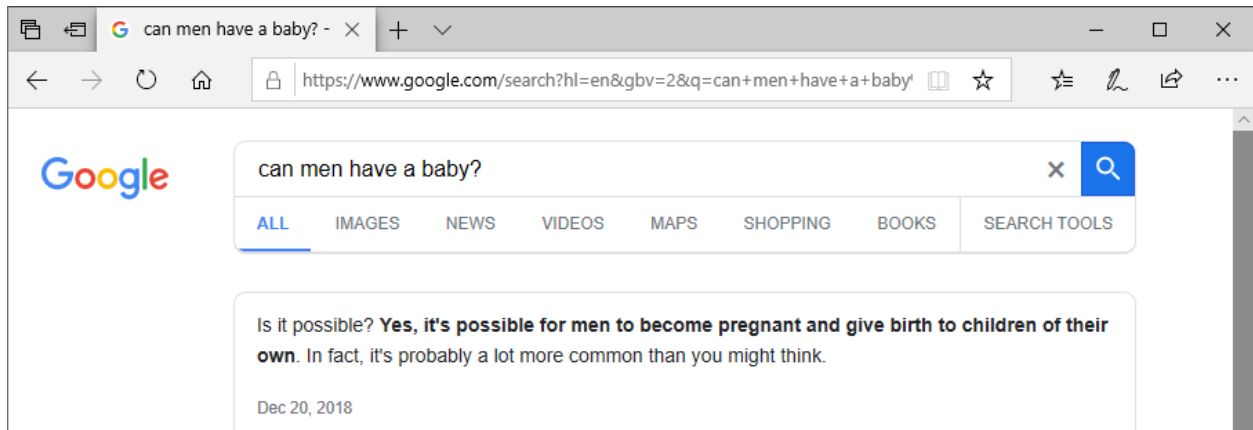 can men have a baby? -
https://www.google.com/search?hl=en&gbv=2&q=can+men+have+a+baby
Google
can men have a baby?
ALL IMAGES NEWS VIDEOS MAPS SHOPPING BOOKS SEARCH TOOLS
Is it possible? Yes, it's possible for men to become pregnant and give birth to children of their
own. In fact, it's probably a lot more common than you might think.
Dec 20, 2018